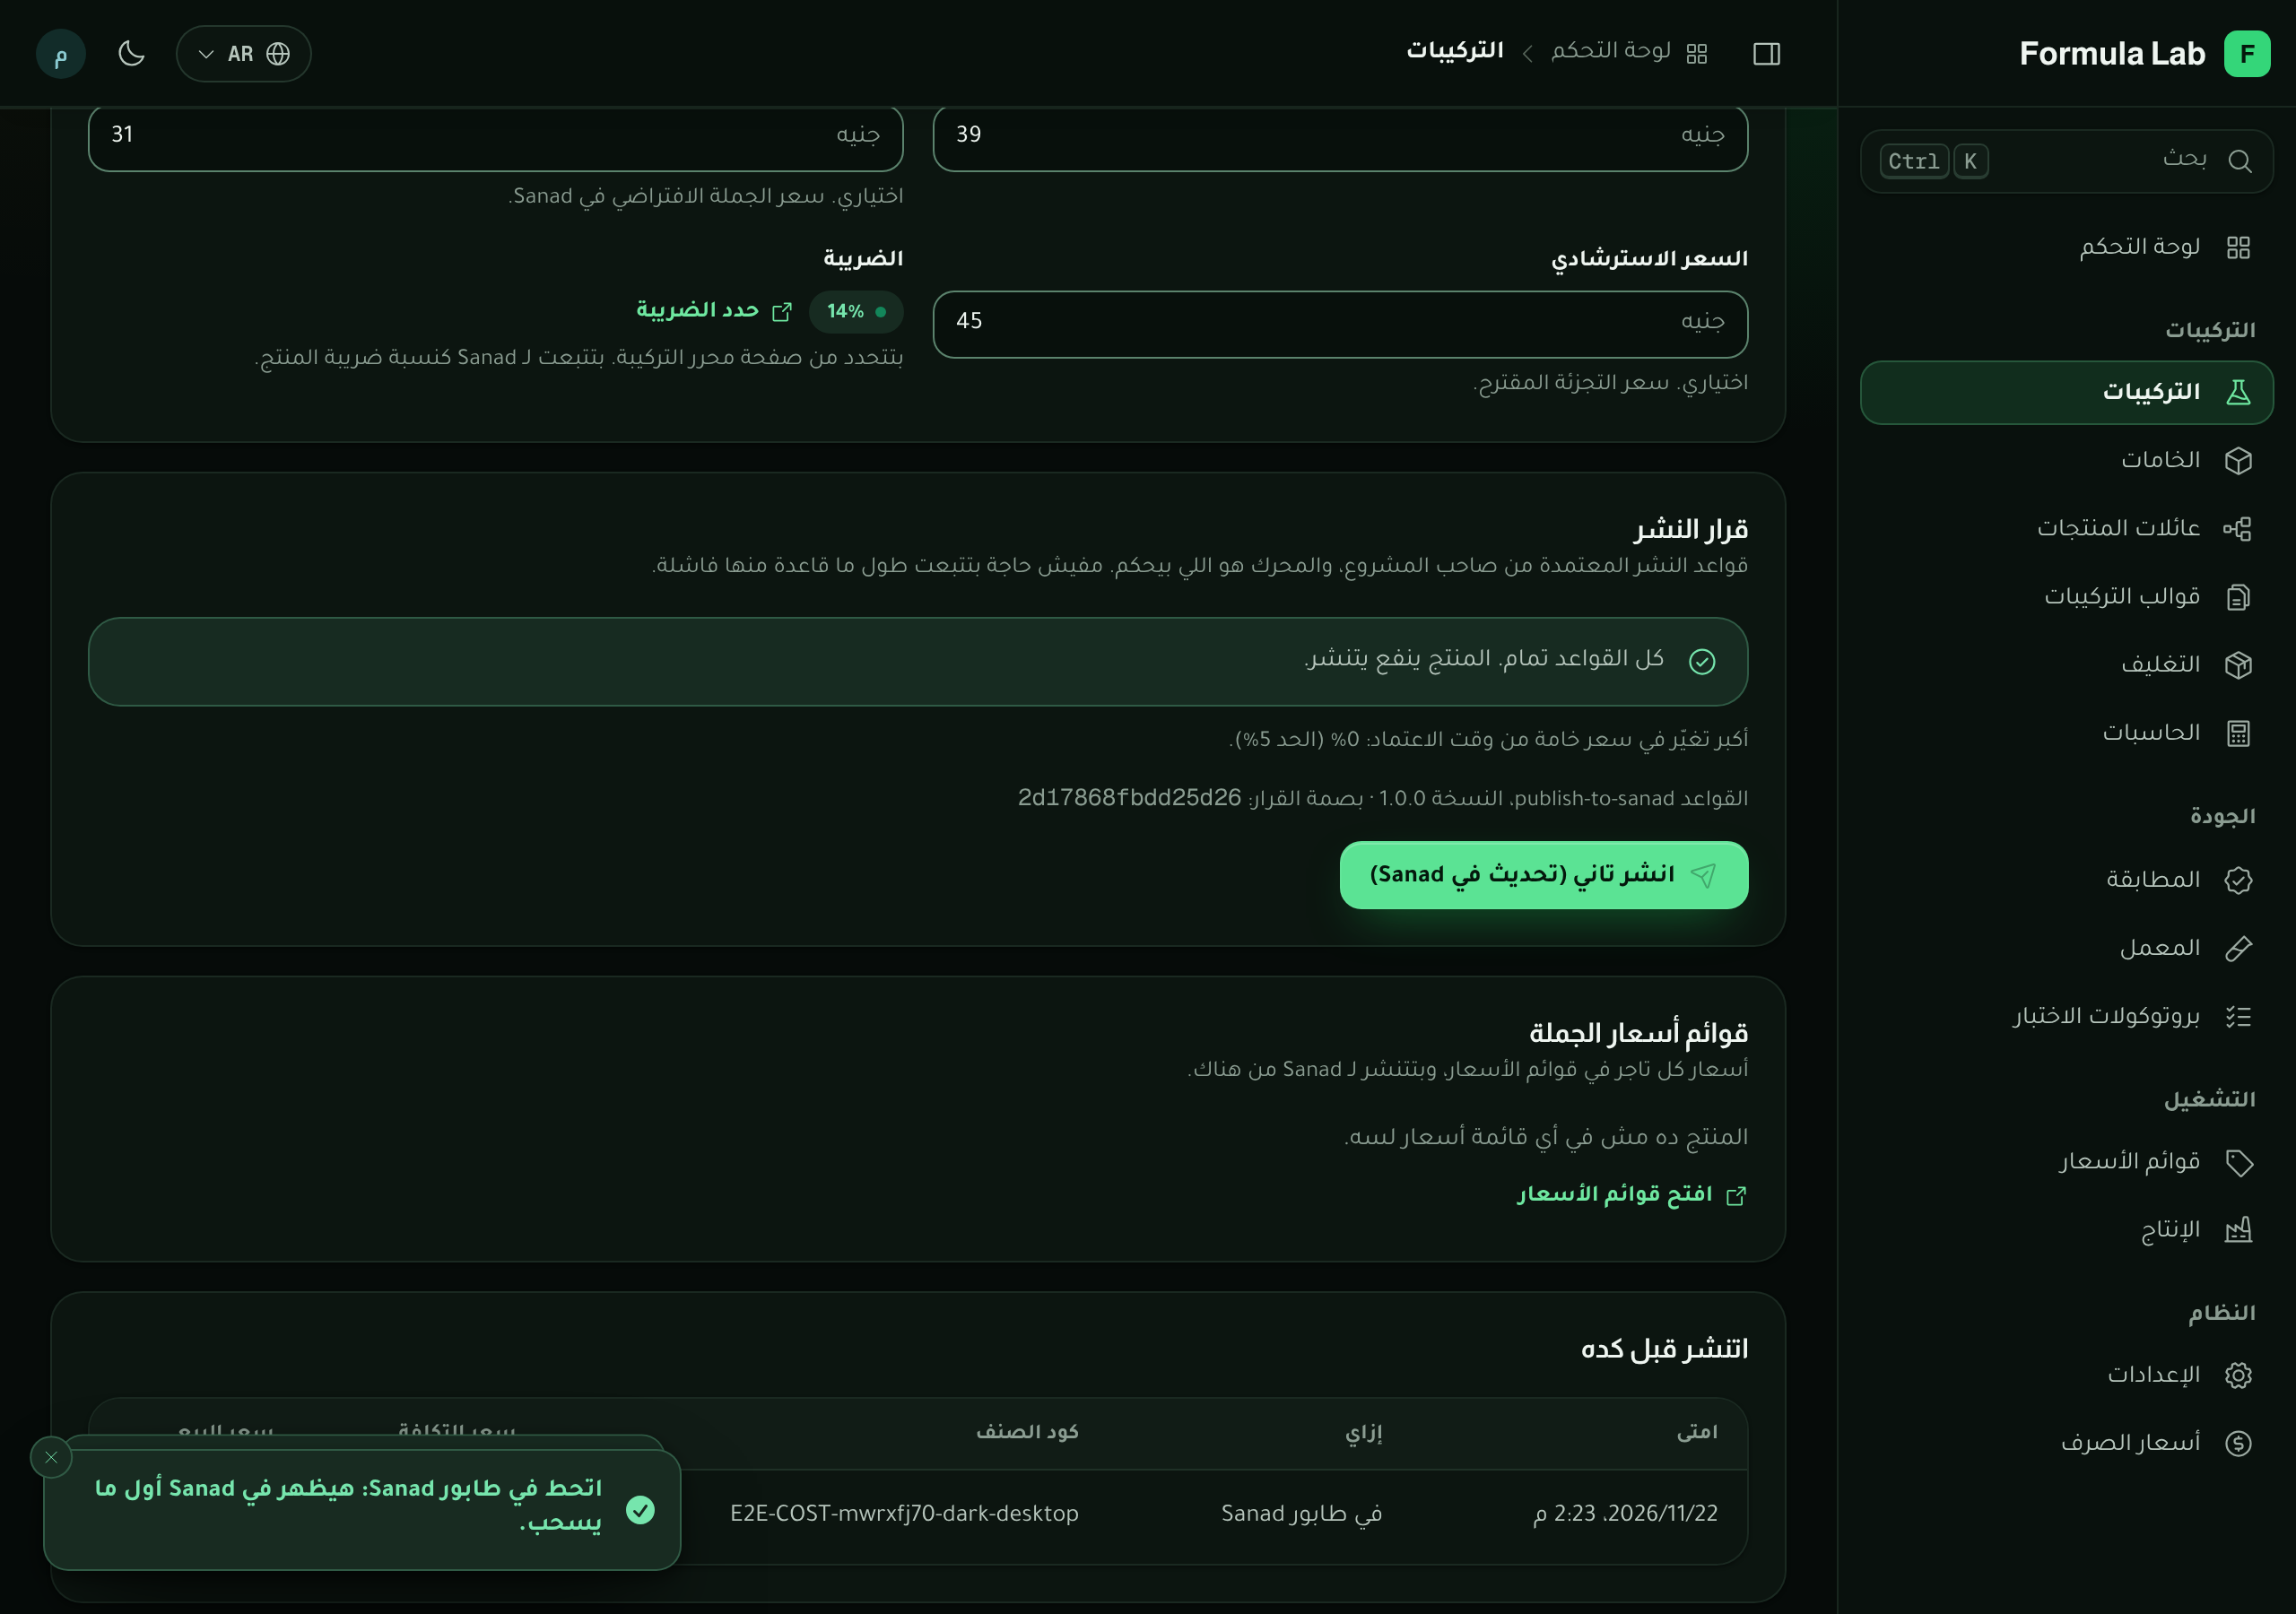 Formula Lab
F
بحث
Ctrl K
لوحة التحكم
التركيبات
التركيبات
الخامات
عائلات المنتجات
قوالب التركيبات
التغليف
الحاسبات
الجودة
المطابقة
المعمل
بروتوكولات الاختبار
التشغيل
قوائم الأسعار
الإنتاج
النظام
الإعدادات
أسعار الصرف
لوحة التحكم
التركيبات
AR
م
39 جنيه
31 جنيه
اختياري. سعر الجملة الافتراضي في Sanad.
السعر الاسترشادي
45 جنيه
اختياري. سعر التجزئة المقترح.
الضريبة
14%
حدد الضريبة
بتتحدد من صفحة محرر التركيبة. بتتبعت لـ Sanad كنسبة ضريبة المنتج.
قرار النشر
قواعد النشر المعتمدة من صاحب المشروع، والمحرك هو اللي بيحكم. مفيش حاجة بتتبعت طول ما قاعدة منها فاشلة.
كل القواعد تمام. المنتج ينفع يتنشر.
أكبر تغيّر في سعر خامة من وقت الاعتماد: 0% (الحد 5%).
القواعد publish-to-sanad، النسخة 1.0.0 · بصمة القرار: 2d17868fbdd25d26
انشر تاني (تحديث في Sanad)
قوائم أسعار الجملة
أسعار كل تاجر في قوائم الأسعار، وبتتنشر لـ Sanad من هناك.
المنتج ده مش في أي قائمة أسعار لسه.
افتح قوائم الأسعار
اتنشر قبل كده
امتى
إزاي
كود الصنف
سعر التكلفة
سعر البيع
2026/11/22، 2:23 م
في طابور Sanad
E2E-COST-mwrxfj70-dark-desktop
اتحط في طابور Sanad: هيظهر في Sanad أول ما
يسحب.